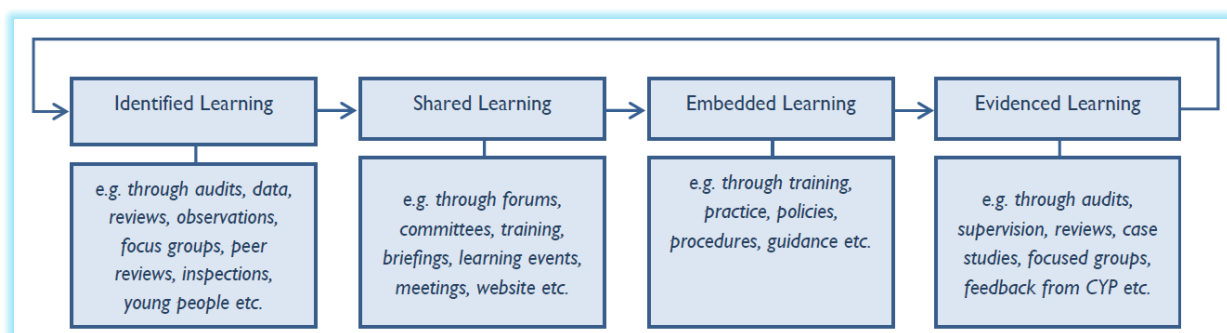 Identified Learning
Shared Learning
Embedded Learning
Evidenced Learning
e.g. through audits, data,
reviews, observations,
focus groups, peer
reviews, inspections,
young people etc.
e.g. through forums,
committees, training,
briefings, learning events,
meetings, website etc.
e.g. through training,
practice, policies,
procedures, guidance etc.
e.g. through audits,
supervision, reviews, case
studies, focused groups,
feedback from CYP etc.